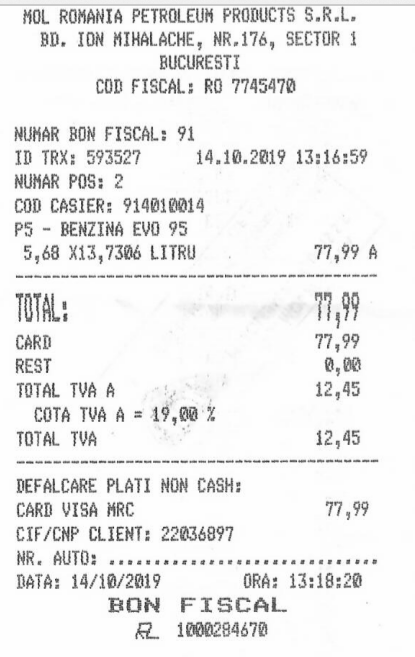 MOL ROMANIA PETROLEUM PRODUCTS S.R.L.
BD. ION MIHALACHE, NR.176, SECTOR 1
BUCURESTI
COD FISCAL: RO 7745470
NUMAR BON FISCAL: 91
ID TRX: 593527 14.10.2019 13:16:59
NUMAR POS: 2
COD CASIER: 914010014
P5 - BENZINA EVO 95
5,68 X13,7306 LITRU 77,99 A
TOTAL: 77,99
CARD 77,99
REST 0,00
TOTAL TVA A 12,45
COTA TVA A = 19,00 %
TOTAL TVA 12,45
DEFALCARE PLATI NON CASH:
CARD VISA MRC 77,99
CIF/CNP CLIENT: 22036897
NR. AUTO: ..............................
DATA: 14/10/2019 ORA: 13:18:20
BON FISCAL
1000284670